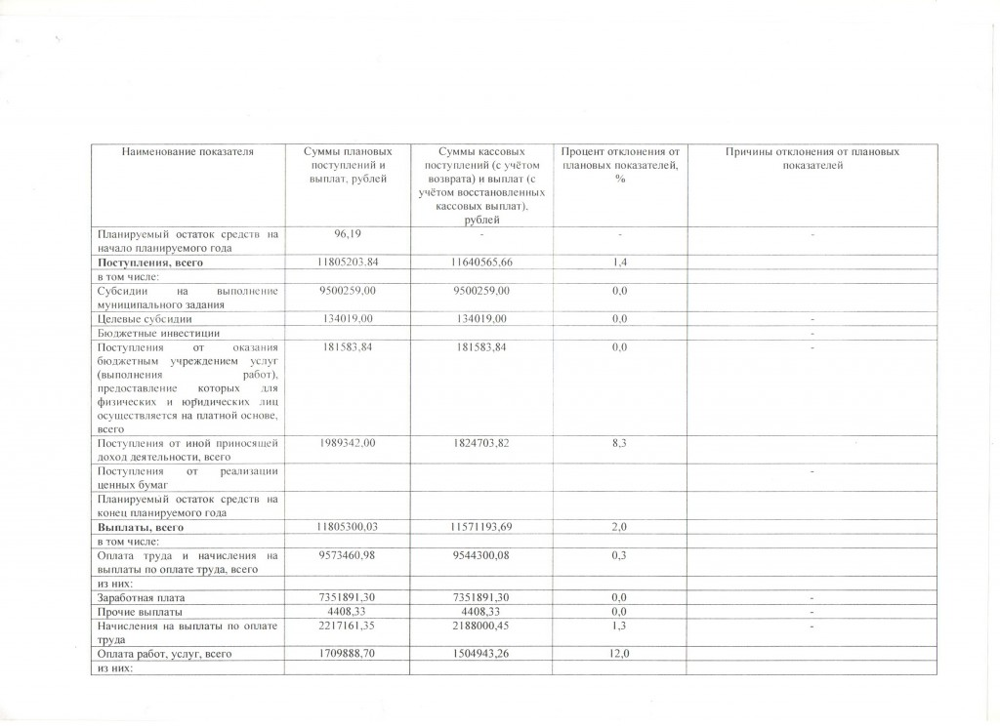 Наименование показателя
Суммы плановых
поступлений и
выплат, рублей
Суммы кассовых
поступлений (с учётом
возврата) и выплат (с
учётом восстановленных
кассовых выплат),
рублей
Процент отклонения от
плановых показателей,
%
Причины отклонения от плановых
показателей
Планируемый остаток средств на
начало планируемого года
96,19
-
-
-
Поступления, всего
11805203.84
11640565,66
1,4
в том числе:
Субсидии на выполнение
муниципального задания
9500259,00
9500259,00
0,0
Целевые субсидии
134019,00
134019,00
0,0
-
Бюджетные инвестиции
-
Поступления от оказания
бюджетным учреждением услуг
(выполнения работ),
предоставление которых для
физических и юридических лиц
осуществляется на платной основе,
всего
181583,84
181583,84
0,0
-
Поступления от иной приносящей
доход деятельности, всего
1989342,00
1824703,82
8,3
Поступления от реализации
ценных бумаг
-
Планируемый остаток средств на
конец планируемого года
Выплаты, всего
11805300,03
11571193,69
2,0
в том числе:
Оплата труда и начисления на
выплаты по оплате труда, всего
9573460,98
9544300,08
0,3
из них:
Заработная плата
7351891,30
7351891,30
0,0
-
Прочие выплаты
4408,33
4408,33
0,0
-
Начисления на выплаты по оплате
труда
2217161,35
2188000,45
1,3
-
Оплата работ, услуг, всего
1709888,70
1504943,26
12,0
из них: